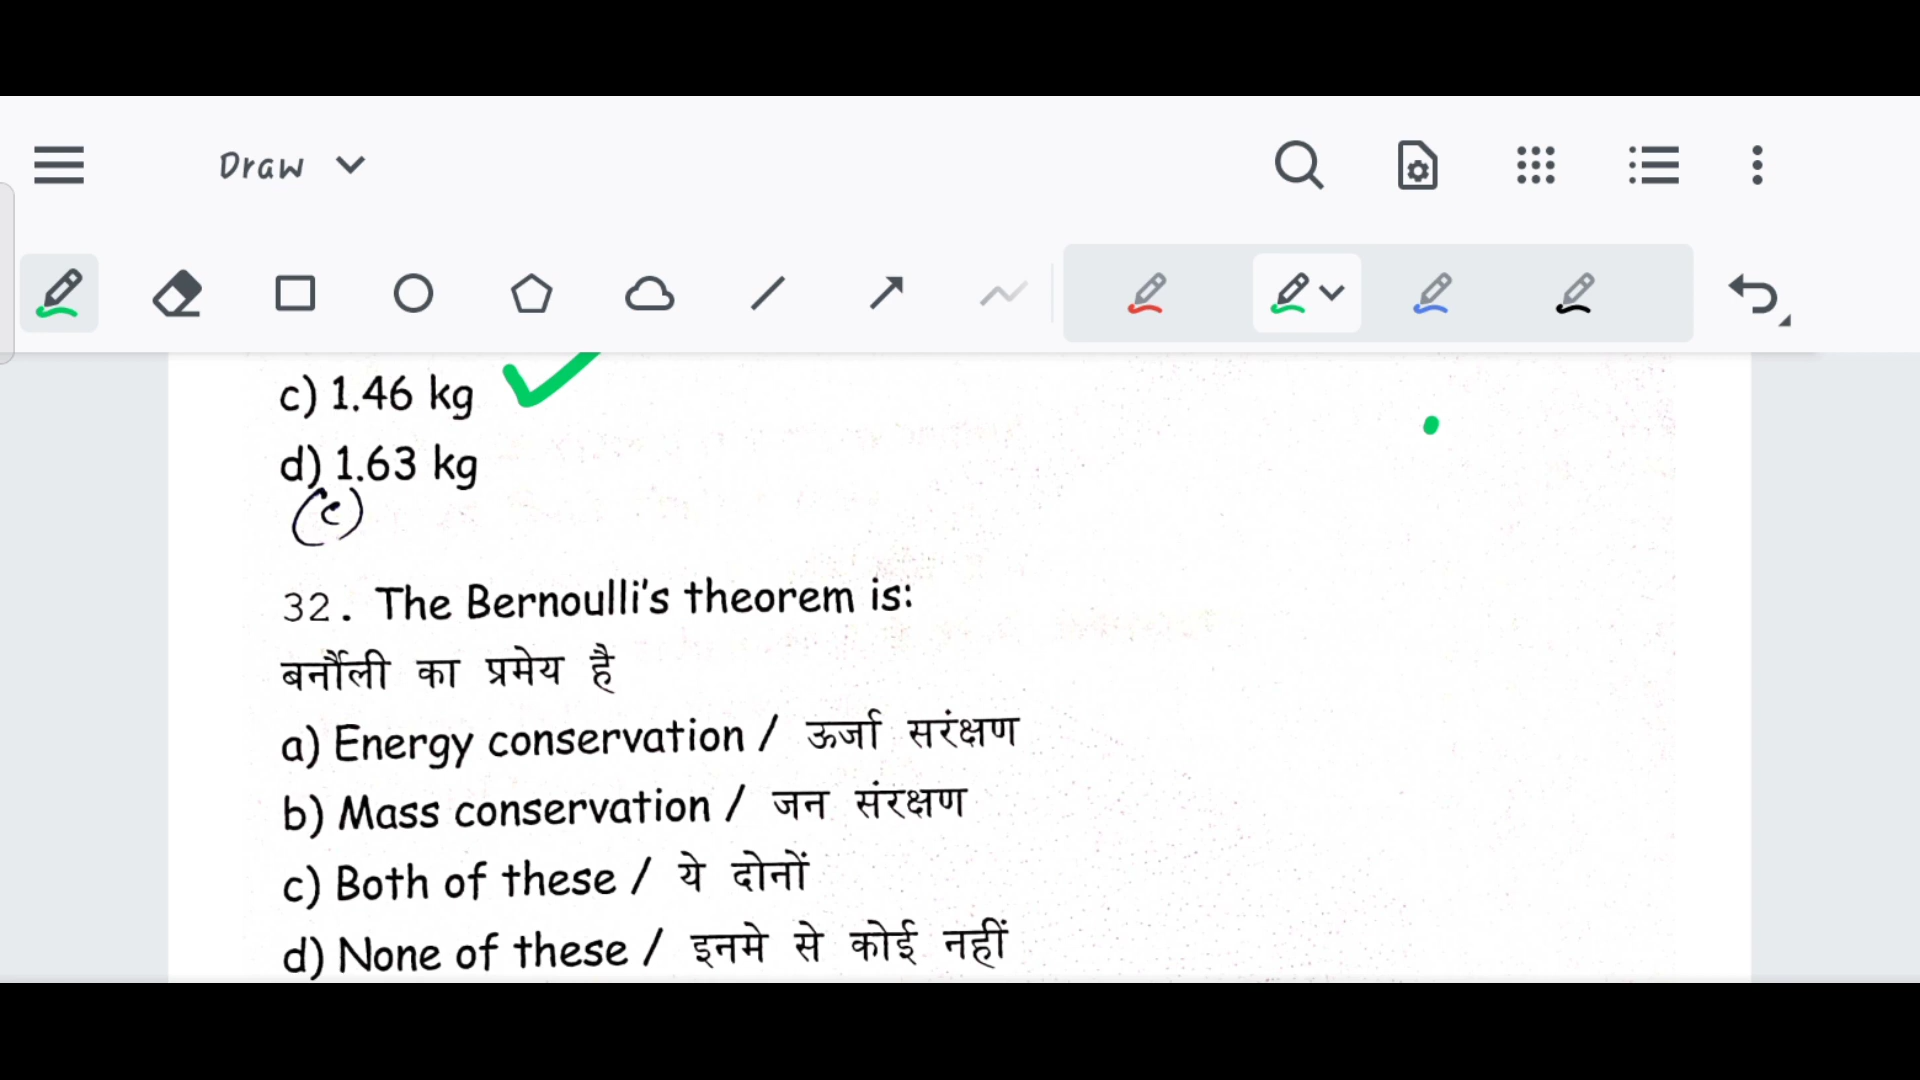 Draw
c) 1.46 kg
d) 1.63 kg
(c)
32. The Bernoulli's theorem is:
बर्नौंली का प्रमेय है
a) Energy conservation / ऊर्जा सरंक्षण
b) Mass conservation / जन संरक्षण
c) Both of these / ये दोनों
d) None of these / इनमे से कोई नहीं